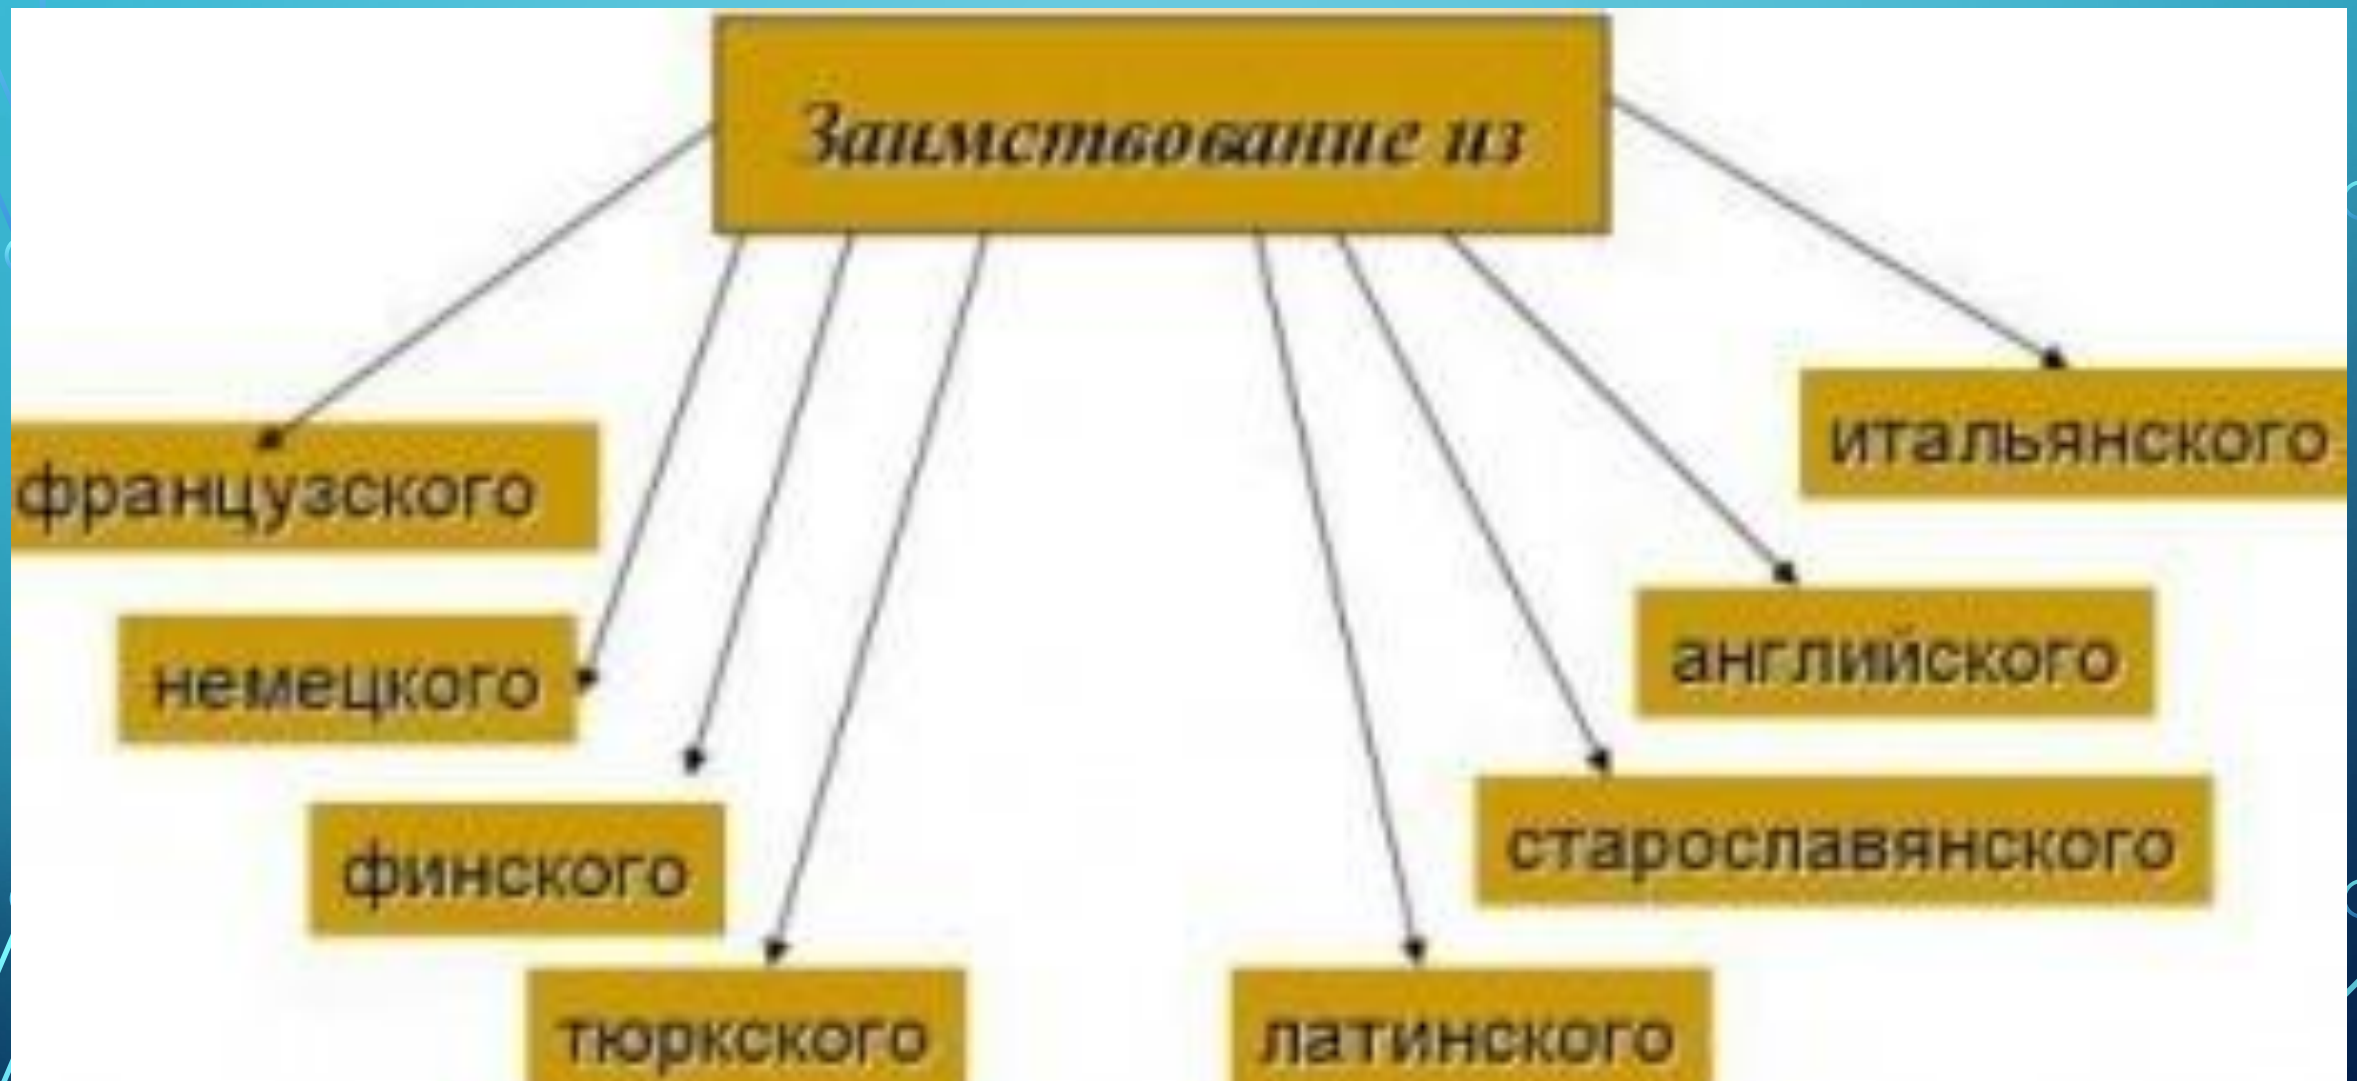 Заимствование из
французского
немецкого
финского
тюркского
латинского
старославянского
английского
итальянского